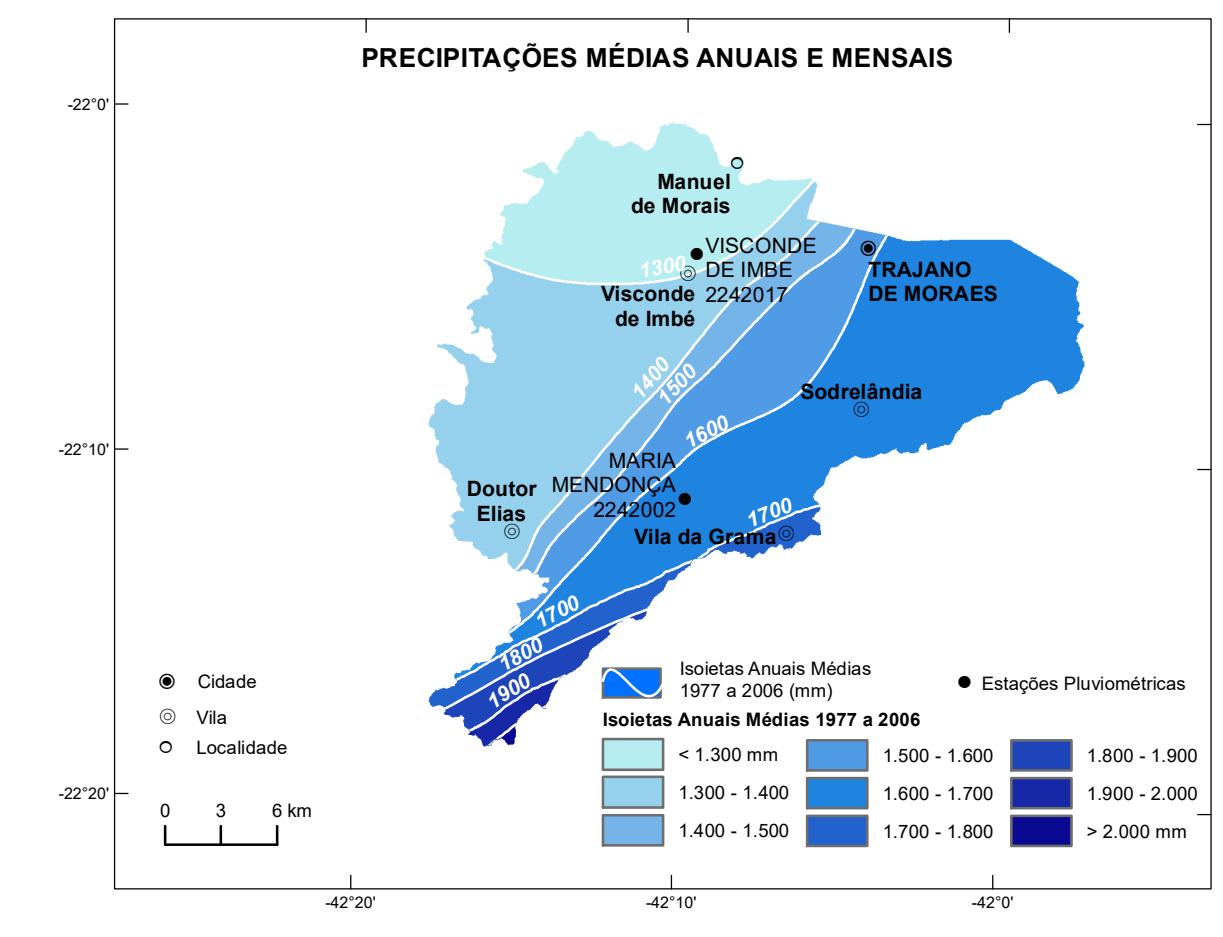 PRECIPITAÇÕES MÉDIAS ANUAIS E MENSAIS
-22°0'
Manuel
de Morais
VISCONDE
DE IMBE
2242017
1300
Visconde
de Imbé
TRAJANO
DE MORAES
1400
1500
Sodrelândia
1600
-22°10'
MARIA
MENDONÇA
2242002
Doutor
Elias
1700
Vila da Grama
1700
1800
1900
Cidade
Vila
Localidade
0 3 6 km
-22°20'
Isoietas Anuais Médias
1977 a 2006 (mm)
Estações Pluviométricas
Isoietas Anuais Médias 1977 a 2006
< 1.300 mm
1.300 - 1.400
1.400 - 1.500
1.500 - 1.600
1.600 - 1.700
1.700 - 1.800
1.800 - 1.900
1.900 - 2.000
> 2.000 mm
-42°20'
-42°10'
-42°0'